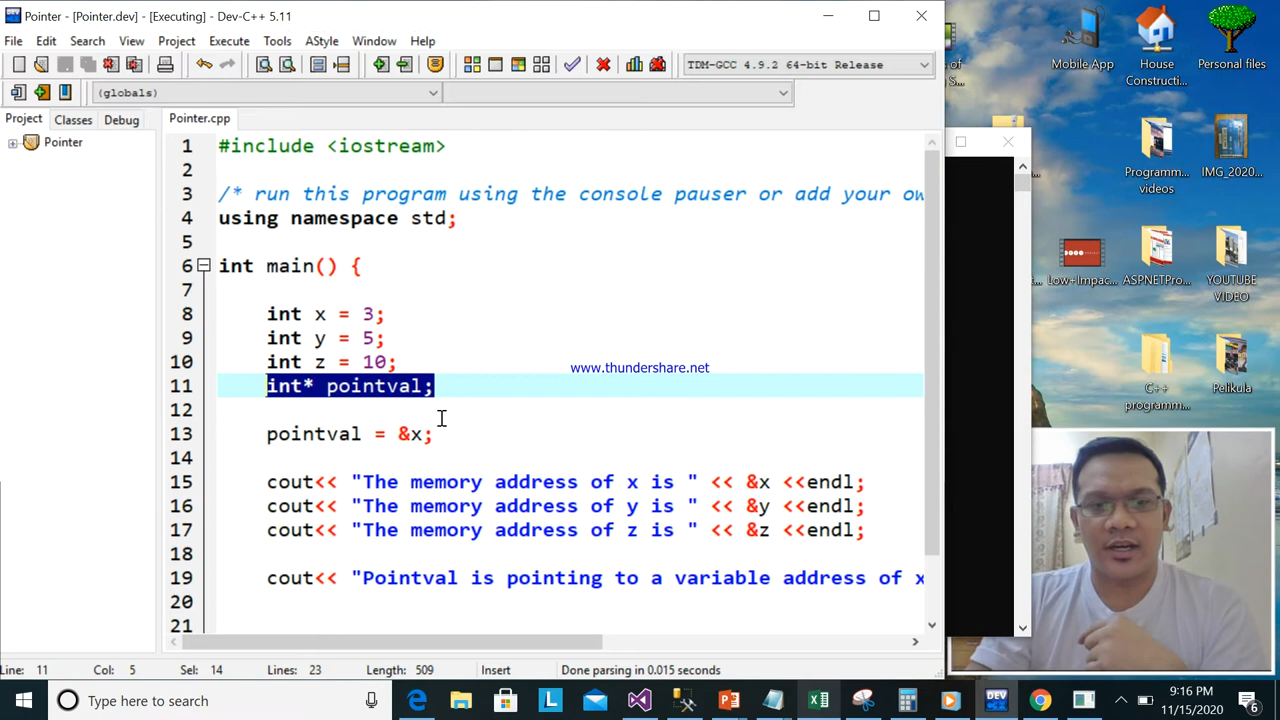 Pointer - [Pointer.dev] - [Executing] - Dev-C++ 5.11
File Edit Search View Project Execute Tools AStyle Window Help
TDM-GCC 4.9.2 64-bit Release
(globals)
Project Classes Debug
Pointer
Pointer.cpp
1 #include <iostream>
2
3 /* run this program using the console pauser or add your ow
4 using namespace std;
5
6 int main() {
7
8 int x = 3;
9 int y = 5;
10 int z = 10;
11 int* pointval;
12
13 pointval = &x;
14
15 cout<< "The memory address of x is " << &x <<endl;
16 cout<< "The memory address of y is " << &y <<endl;
17 cout<< "The memory address of z is " << &z <<endl;
18
19 cout<< "Pointval is pointing to a variable address of x
20
21
www.thundershare.net
Line: 11 Col: 5 Sel: 14 Lines: 23 Length: 509 Insert Done parsing in 0.015 seconds
Mobile App
House
Constructi...
Personal files
Programm...
videos
IMG_2020...
Low+Impac...
ASPNETPro...
YOUTUBE
VIDEO
C++
programm...
Pelikula
Type here to search
DEV
9:16 PM
11/15/2020
6